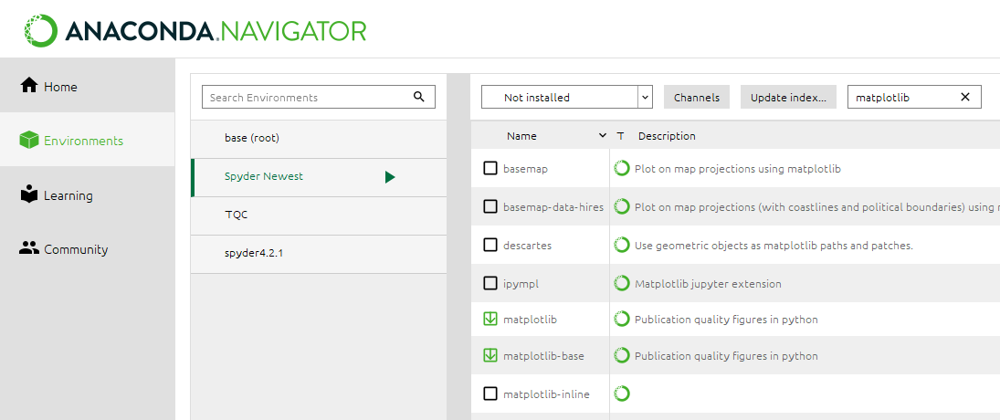 ANACONDA.NAVIGATOR
Home
Environments
Learning
Community
Search Environments
base (root)
Spyder Newest
TQC
spyder4.2.1
Not installed
Channels
Update index...
matplotlib
Name T Description
basemap Plot on map projections using matplotlib
basemap-data-hires Plot on map projections (with coastlines and political boundaries) using
descartes Use geometric objects as matplotlib paths and patches.
ipympl Matplotlib jupyter extension
matplotlib Publication quality figures in python
matplotlib-base Publication quality figures in python
matplotlib-inline